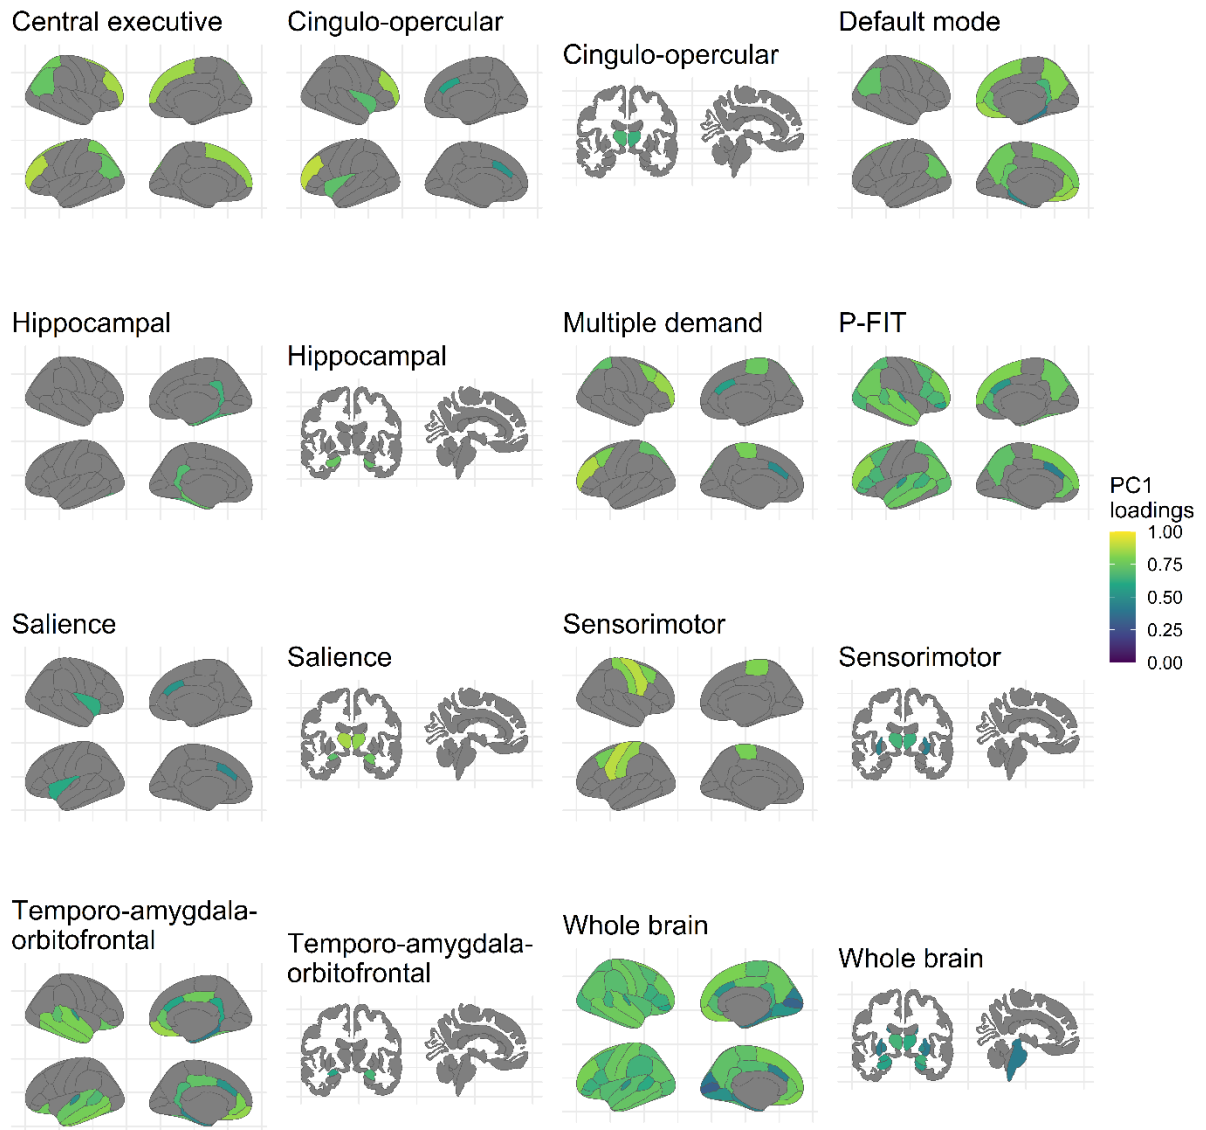 Central executive
Cingulo-opercular
Cingulo-opercular
Default mode
Hippocampal
Hippocampal
Multiple demand
P-FIT
PC1
loadings
1.00
0.75
0.50
0.25
0.00
Salience
Salience
Sensorimotor
Sensorimotor
Temporo-amygdala-
orbitofrontal
Temporo-amygdala-
orbitofrontal
Whole brain
Whole brain